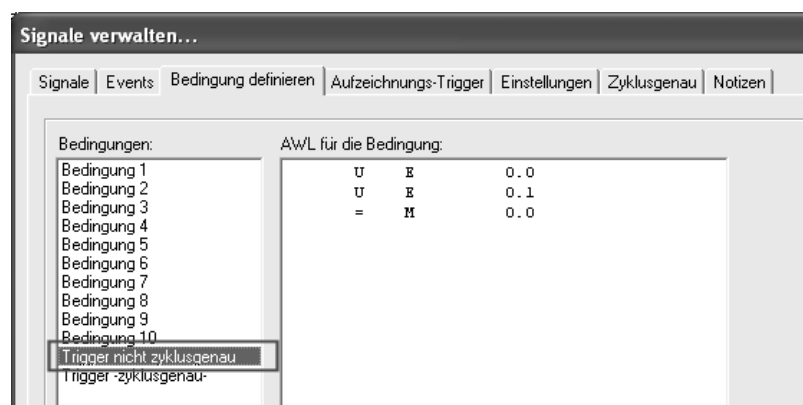 Signale verwalten...
Signale Events Bedingung definieren Aufzeichnungs-Trigger Einstellungen Zyklusgenau Notizen
Bedingungen: AWL für die Bedingung:
Bedingung 1 U E 0.0
Bedingung 2 U E 0.1
Bedingung 3 = M 0.0
Bedingung 4
Bedingung 5
Bedingung 6
Bedingung 7
Bedingung 8
Bedingung 9
Bedingung 10
Trigger nicht zyklusgenau
Trigger -zyklusgenau-